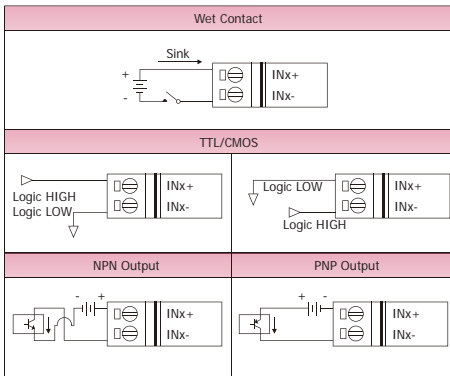 Wet Contact
Sink
+
-
INx+
INx-
TTL/CMOS
Logic HIGH
Logic LOW
INx+
INx-
Logic LOW
Logic HIGH
INx+
INx-
NPN Output
PNP Output
- +
INx+
INx-
+ -
INx+
INx-